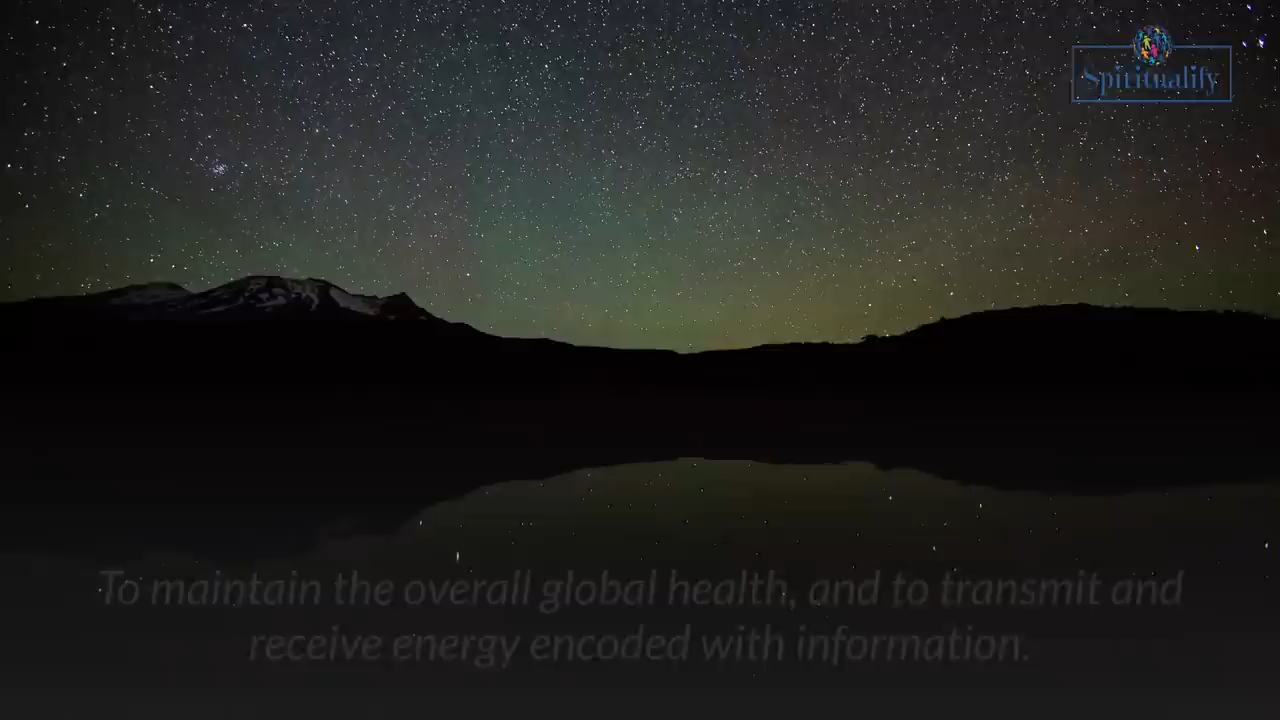 Spiritualify
To maintain the overall global health, and to transmit and
receive energy encoded with information.